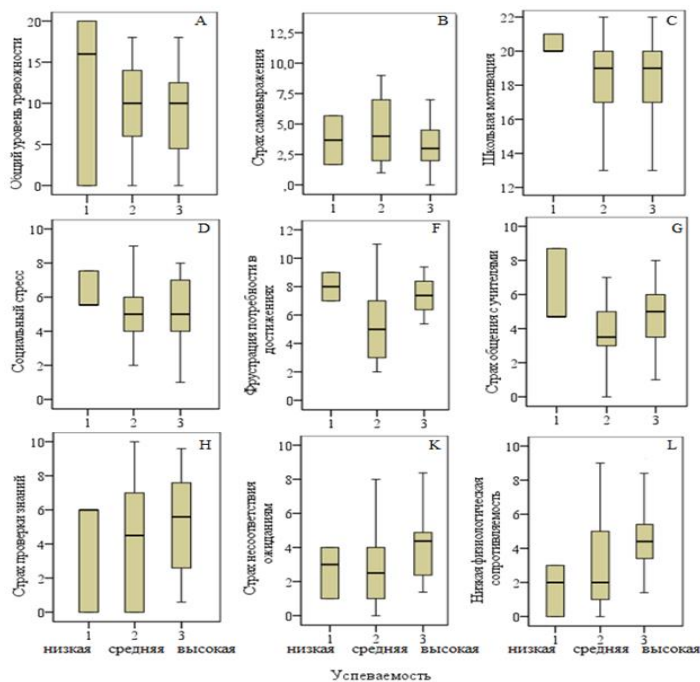 A
Общий уровень тревожности
20
15
10
5
0
1 2 3
B
Страх самовыражения
12,5
10,0
7,5
5,0
2,5
,0
1 2 3
C
Школьная мотивация
22
20
18
16
14
12
1 2 3
D
Социальный стресс
10
8
6
4
2
0
1 2 3
F
Фрустрация потребности в
достижениях
12
10
8
6
4
2
0
1 2 3
G
Страх общения с учителями
10
8
6
4
2
0
1 2 3
H
Страх проверки знаний
10
8
6
4
2
0
1 2 3
низкая средняя высокая
K
Страх несоответствия
ожиданиям
10
8
6
4
2
0
1 2 3
низкая средняя высокая
L
Низкая физиологическая
сопротивляемость
10
8
6
4
2
0
1 2 3
низкая средняя высокая
Успеваемость